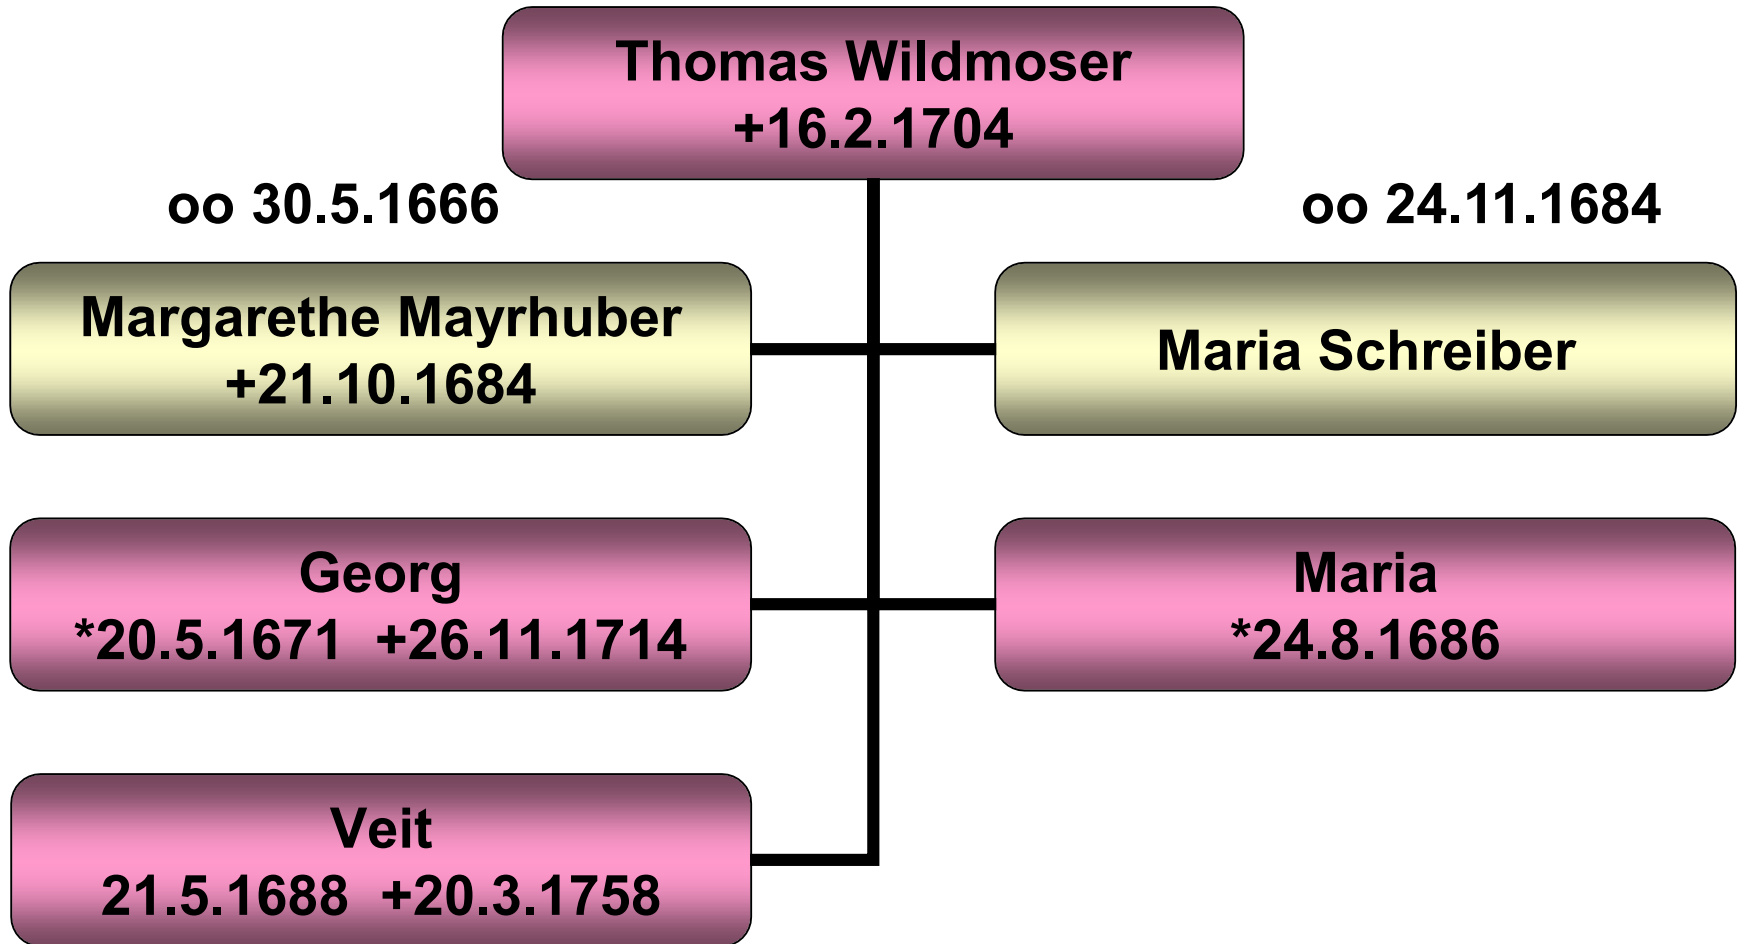 Thomas Wildmoser
+16.2.1704
oo 30.5.1666
oo 24.11.1684
Margarethe Mayrhuber
+21.10.1684
Maria Schreiber
Georg
*20.5.1671  +26.11.1714
Maria
*24.8.1686
Veit
21.5.1688  +20.3.1758